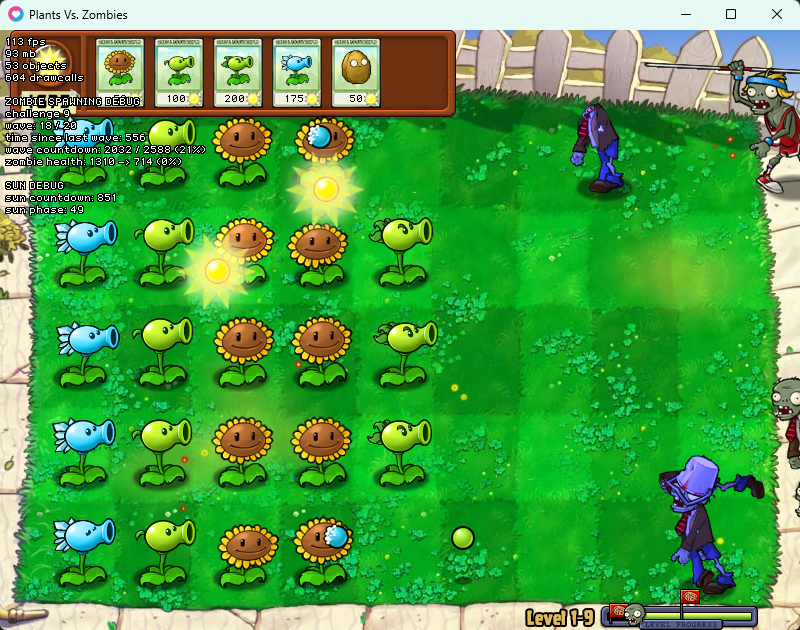 Plants Vs. Zombies
113 fps
93 mb
53 objects
604 drawcalls
100
200
175
50
ZOMBIE SPAWNING DEBUG
challenge 9
wave: 18 / 20
time since last wave: 556
wave countdown: 2032 / 2588 (21%)
zombie health: 1310 -> 714 (0%)
SUN DEBUG
sun countdown: 851
sun phase: 49
Level 1-9
LEVEL PROGRESS